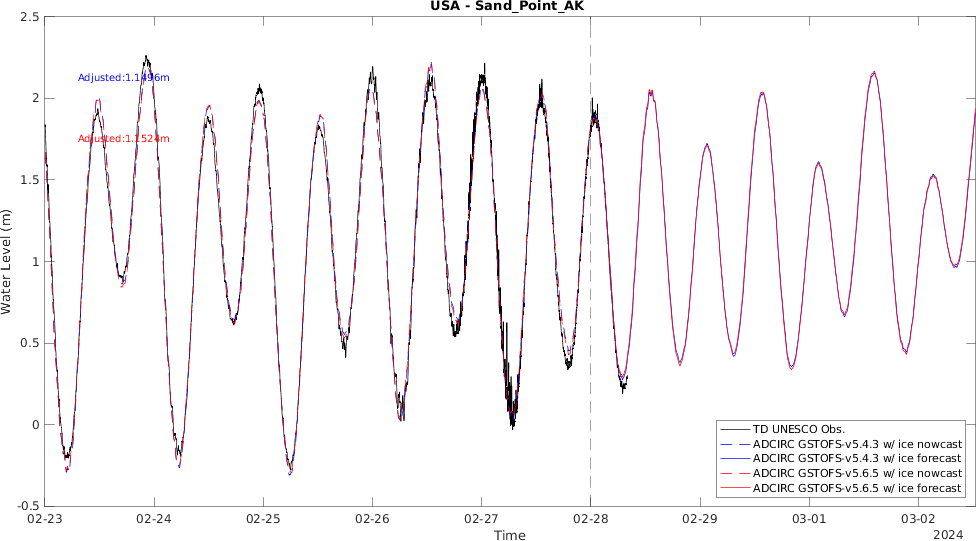 USA - Sand_Point_AK
Adjusted:1.1496m
Adjusted:1.1524m
Water Level (m)
2.5
2
1.5
1
0.5
0
-0.5
TD UNESCO Obs.
ADCIRC GSTOFS-v5.4.3 w/ ice nowcast
ADCIRC GSTOFS-v5.4.3 w/ ice forecast
ADCIRC GSTOFS-v5.6.5 w/ ice nowcast
ADCIRC GSTOFS-v5.6.5 w/ ice forecast
02-23 02-24 02-25 02-26 02-27 02-28 02-29 03-01 03-02
Time
2024